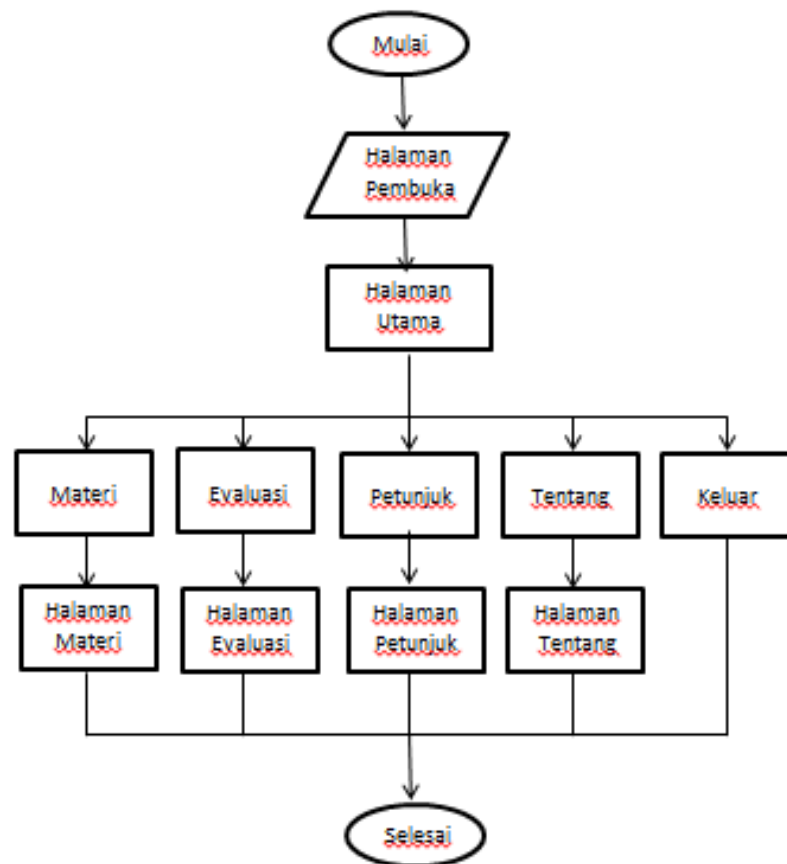 Mulai
Halaman
Pembuka
Halaman
Utama
Materi
Evaluasi
Petunjuk
Tentang
Keluar
Halaman
Materi
Halaman
Evaluasi
Halaman
Petunjuk
Halaman
Tentang
Selesai